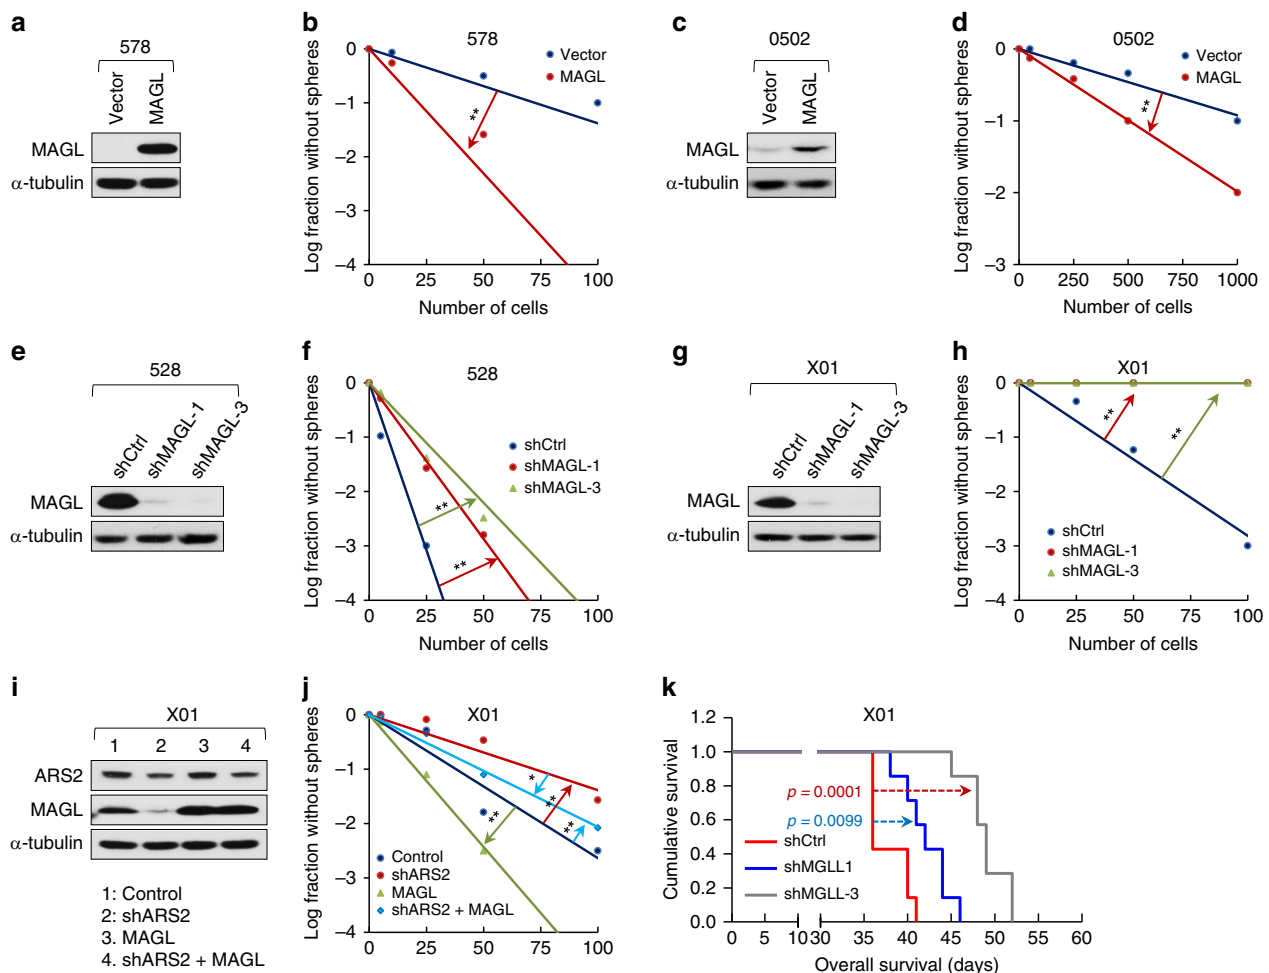 a
578
Vector
MAGL
MAGL
α-tubulin
b
578
Vector
MAGL
Log fraction without spheres
0
–1
–2
–3
–4
**
0 25 50 75 100
Number of cells
c
0502
Vector
MAGL
MAGL
α-tubulin
d
0502
Vector
MAGL
Log fraction without spheres
0
–1
–2
–3
**
0 250 500 750 1000
Number of cells
e
528
shCtrl
shMAGL-1
shMAGL-3
MAGL
α-tubulin
f
528
shCtrl
shMAGL-1
shMAGL-3
Log fraction without spheres
0
–1
–2
–3
–4
**
**
0 25 50 75 100
Number of cells
g
X01
shCtrl
shMAGL-1
shMAGL-3
MAGL
α-tubulin
h
X01
Log fraction without spheres
0
–1
–2
–3
–4
**
**
shCtrl
shMAGL-1
shMAGL-3
0 25 50 75 100
Number of cells
i
X01
1 2 3 4
ARS2
MAGL
α-tubulin
1: Control
2: shARS2
3. MAGL
4. shARS2 + MAGL
j
X01
Log fraction without spheres
0
–1
–2
–3
–4
*
**
**
**
Control
shARS2
MAGL
shARS2 + MAGL
0 25 50 75 100
Number of cells
k
X01
Cumulative survival
1.2
1.0
0.8
0.6
0.4
0.2
0.0
p = 0.0001
p = 0.0099
shCtrl
shMGLL1
shMGLL-3
0 5 10 30 40 45 50 55 60
Overall survival (days)